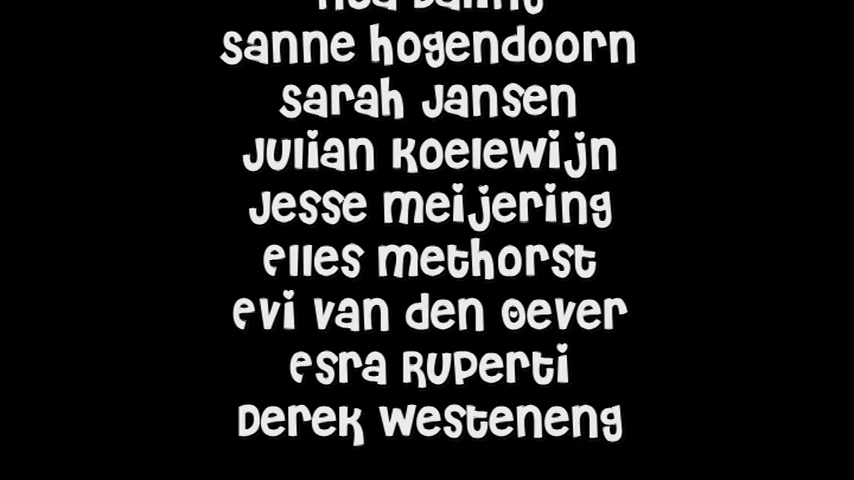 Sanne Hogendoorn
Sarah Jansen
Julian Koelewijn
Jesse Meijering
Elles Methorst
Evi van den Oever
Esra Ruperti
Derek Westeneng